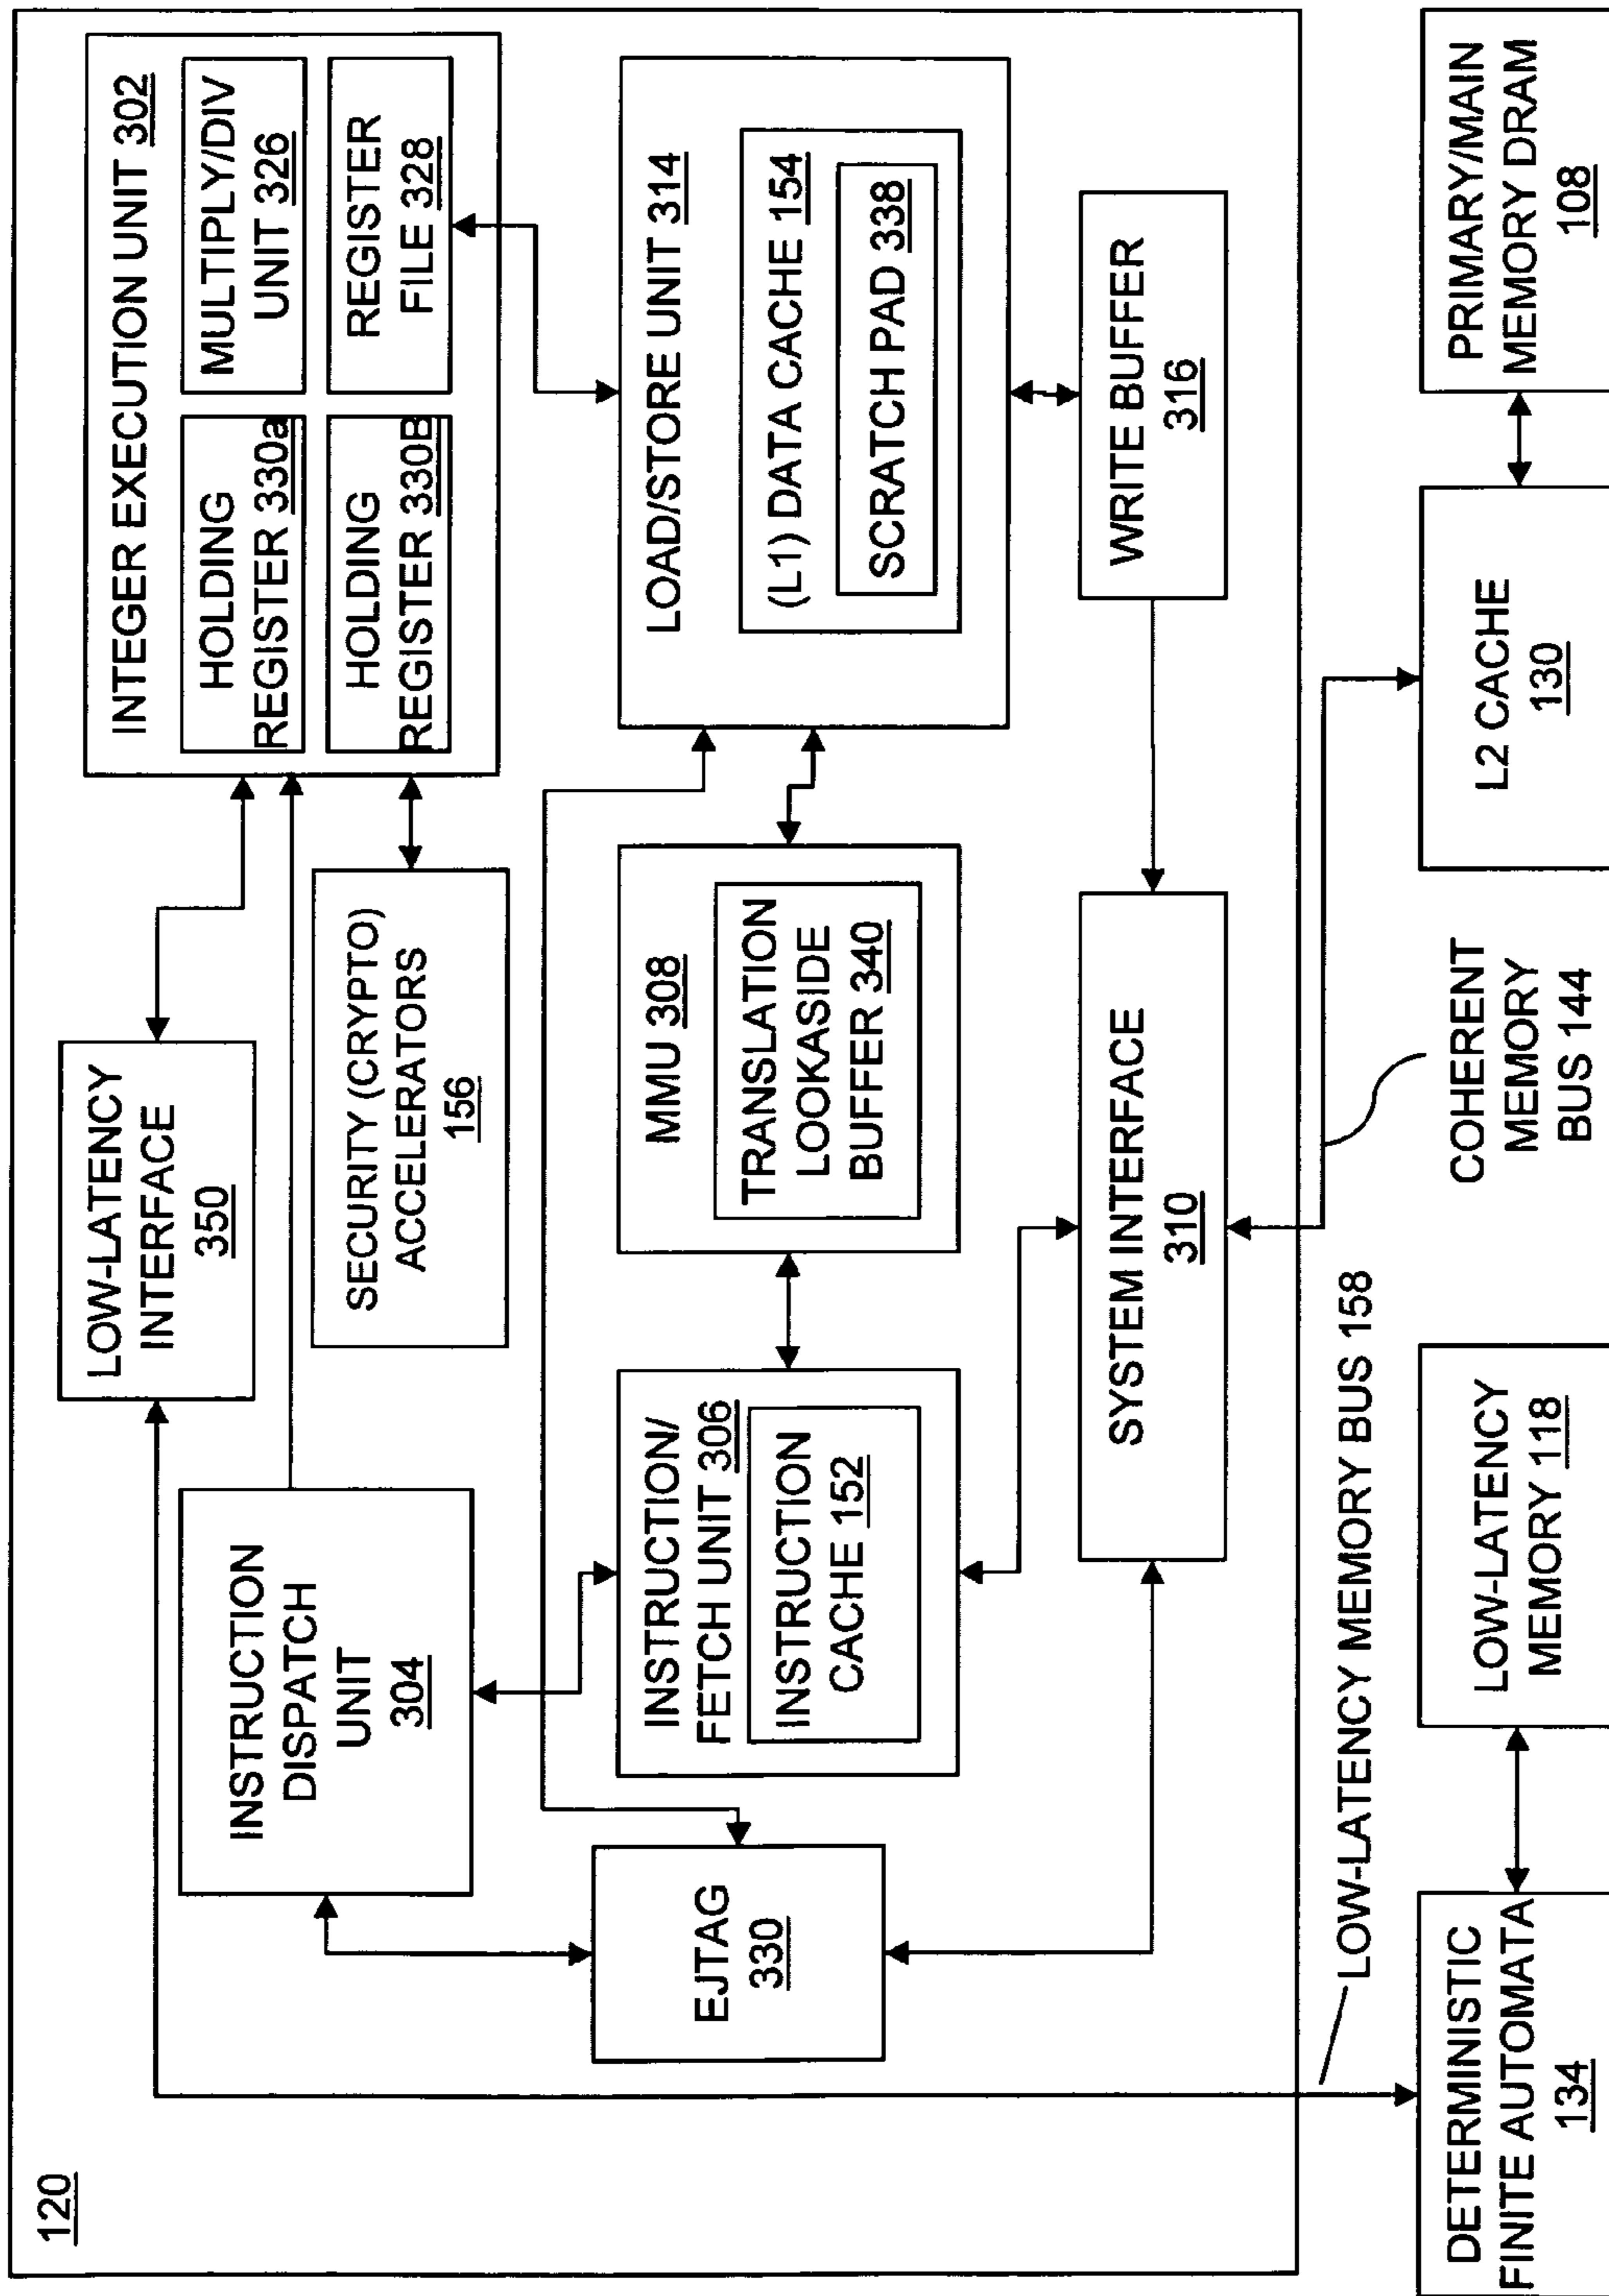 120
LOW-LATENCY
INTERFACE
350
INTEGER EXECUTION UNIT 302
HOLDING
REGISTER 330a
MULTIPLY/DIV
UNIT 326
HOLDING
REGISTER 330B
REGISTER
FILE 328
INSTRUCTION
DISPATCH
UNIT
304
SECURITY (CRYPTO)
ACCELERATORS
156
EJTAG
330
INSTRUCTION/
FETCH UNIT 306
INSTRUCTION
CACHE 152
MMU 308
TRANSLATION
LOOKASIDE
BUFFER 340
LOAD/STORE UNIT 314
(L1) DATA CACHE 154
SCRATCH PAD 338
SYSTEM INTERFACE
310
WRITE BUFFER
316
LOW-LATENCY MEMORY BUS 158
DETERMINISTIC
FINITE AUTOMATA
134
LOW-LATENCY
MEMORY 118
COHERENT
MEMORY
BUS 144
L2 CACHE
130
PRIMARY/MAIN
MEMORY DRAM
108